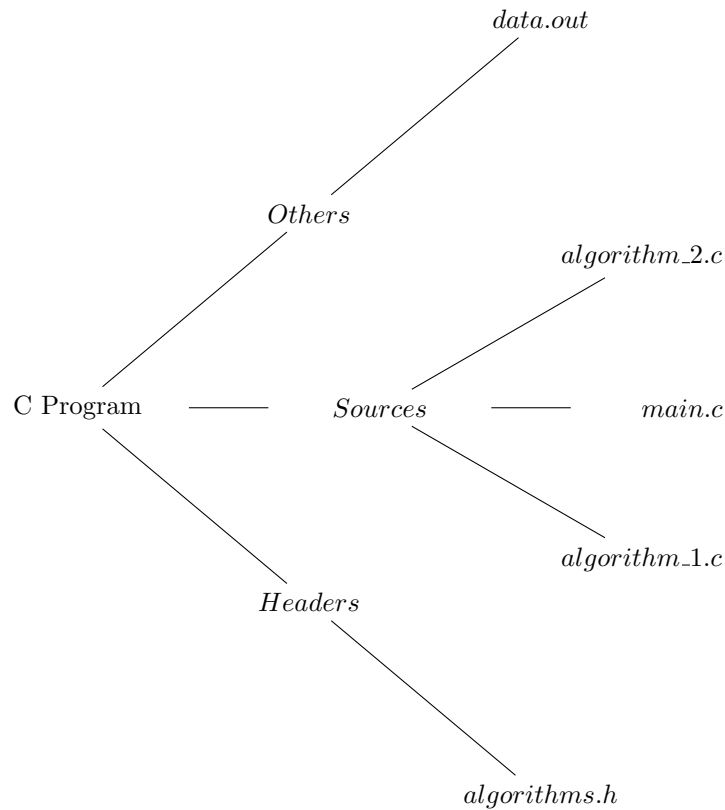 data.out
Others
algorithm_2.c
C Program
Sources
main.c
algorithm_1.c
Headers
algorithms.h